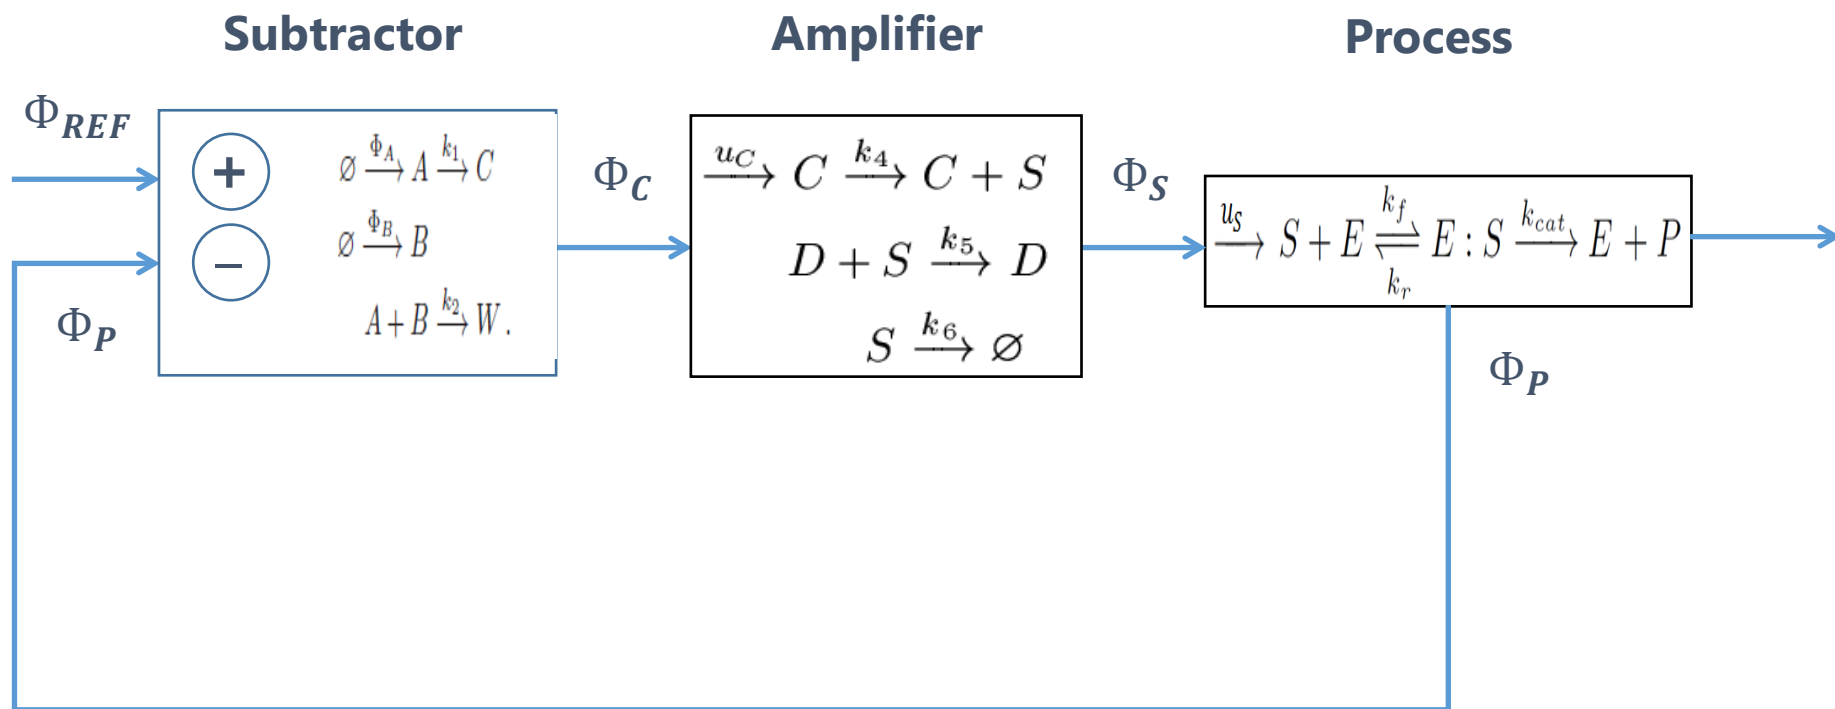 Subtractor
Amplifier
Process
Φ_REF
+
∅ —Φ_A→ A —k_1→ C
−
∅ —Φ_B→ B
A + B —k_2→ W.
Φ_P
Φ_C
—u_C→ C —k_4→ C + S
D + S —k_5→ D
S —k_6→ ∅
Φ_S
—u_S→ S + E ⇌ k_f k_r E : S —k_cat→ E + P
Φ_P